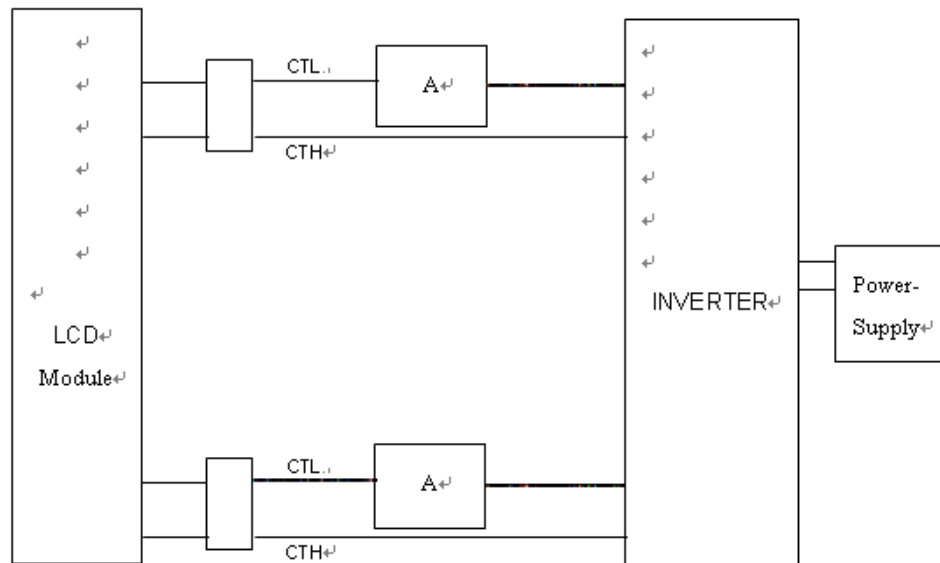 CTL
A
CTH
INVERTER
Power-
Supply
LCD
Module
CTL
A
CTH